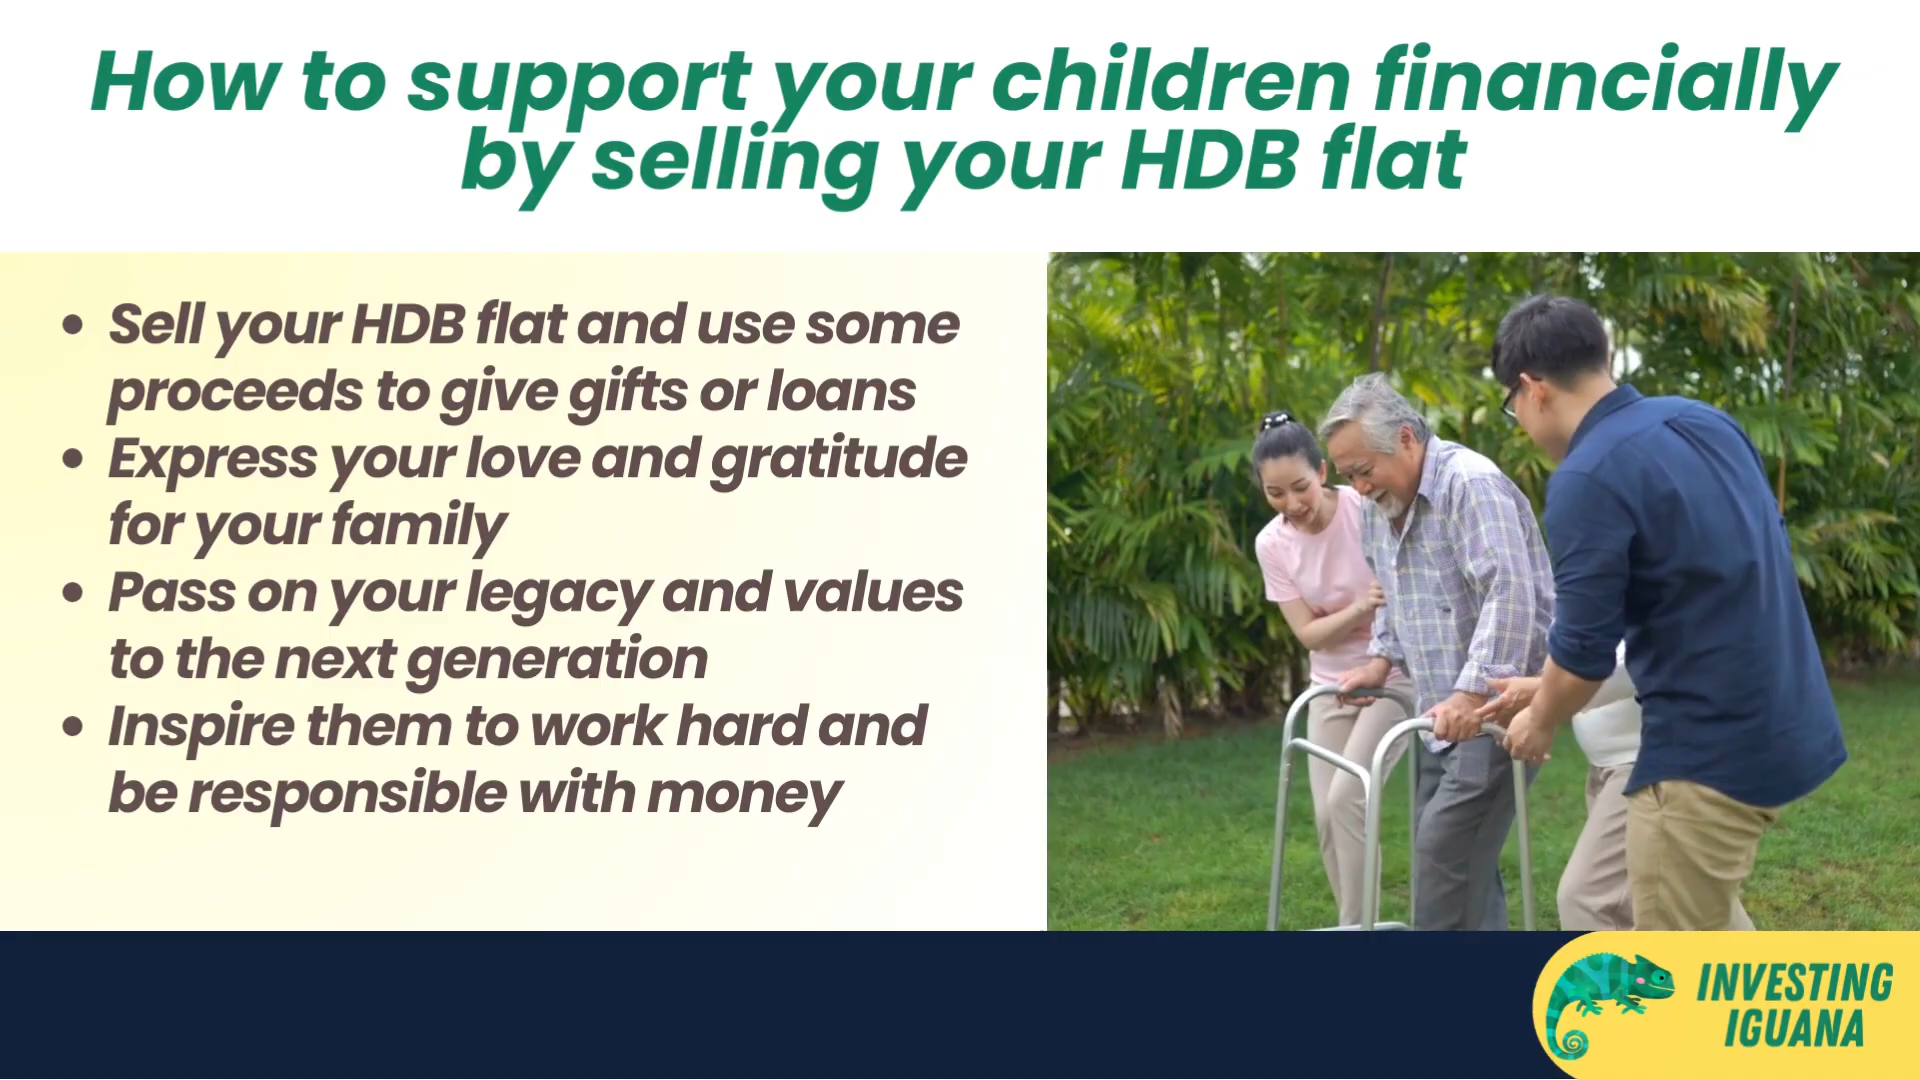 How to support your children financially
by selling your HDB flat
• Sell your HDB flat and use some
proceeds to give gifts or loans
• Express your love and gratitude
for your family
• Pass on your legacy and values
to the next generation
• Inspire them to work hard and
be responsible with money
INVESTING
IGUANA